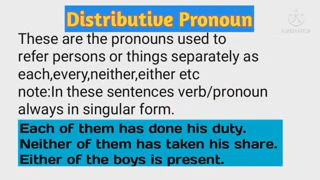 Distributive Pronoun
These are the pronouns used to
refer persons or things separately as
each,every,neither,either etc
note:In these sentences verb/pronoun
always in singular form.
Each of them has done his duty.
Neither of them has taken his share.
Either of the boys is present.